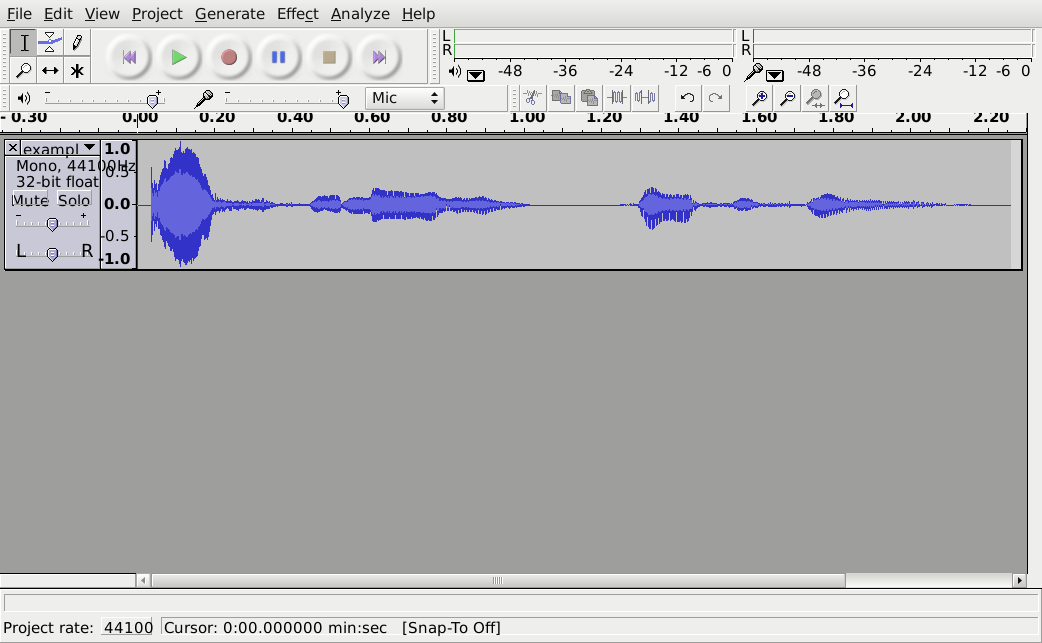 File Edit View Project Generate Effect Analyze Help
L
R
-48 -36 -24 -12 -6 0
L
R
-48 -36 -24 -12 -6 0
Mic
- 0.30 0.00 0.20 0.40 0.60 0.80 1.00 1.20 1.40 1.60 1.80 2.00 2.20
exampl
Mono, 44100Hz
32-bit float
Mute Solo
- +
L R
1.0
0.5
0.0
-0.5
-1.0
Project rate: 44100 Cursor: 0:00.000000 min:sec [Snap-To Off]